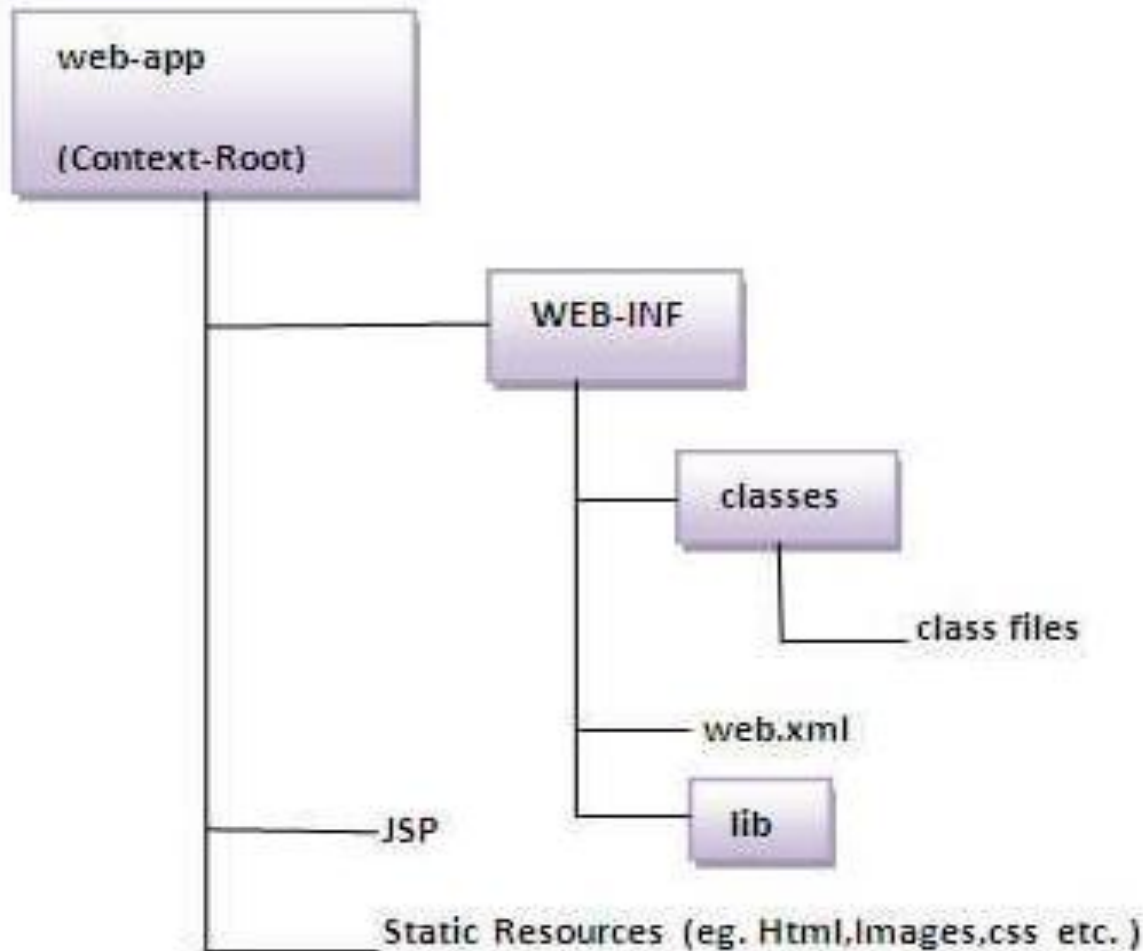 web-app
(Context-Root)
WEB-INF
classes
class files
web.xml
lib
JSP
Static Resources (eg. Html,Images,css etc. )